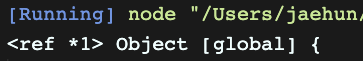 [Running] node "/Users/jaehun/
<ref *1> Object [global] {